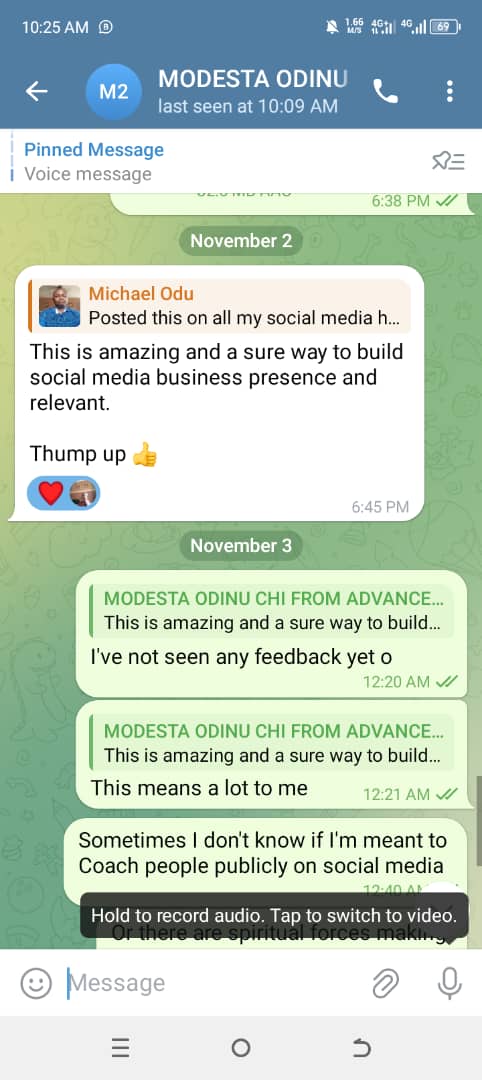 10:25 AM
1.66 M/S 4G 4G 69
M2
MODESTA ODINU
last seen at 10:09 AM
Pinned Message
Voice message
6:38 PM
November 2
Michael Odu
Posted this on all my social media h...
This is amazing and a sure way to build
social media business presence and
relevant.
Thump up 👍
❤️
6:45 PM
November 3
MODESTA ODINU CHI FROM ADVANCE...
This is amazing and a sure way to build...
I've not seen any feedback yet o
12:20 AM
MODESTA ODINU CHI FROM ADVANCE...
This is amazing and a sure way to build...
This means a lot to me
12:21 AM
Sometimes I don't know if I'm meant to
Coach people publicly on social media
12:40 AM
Hold to record audio. Tap to switch to video.
Or there are spiritual forces making
Message